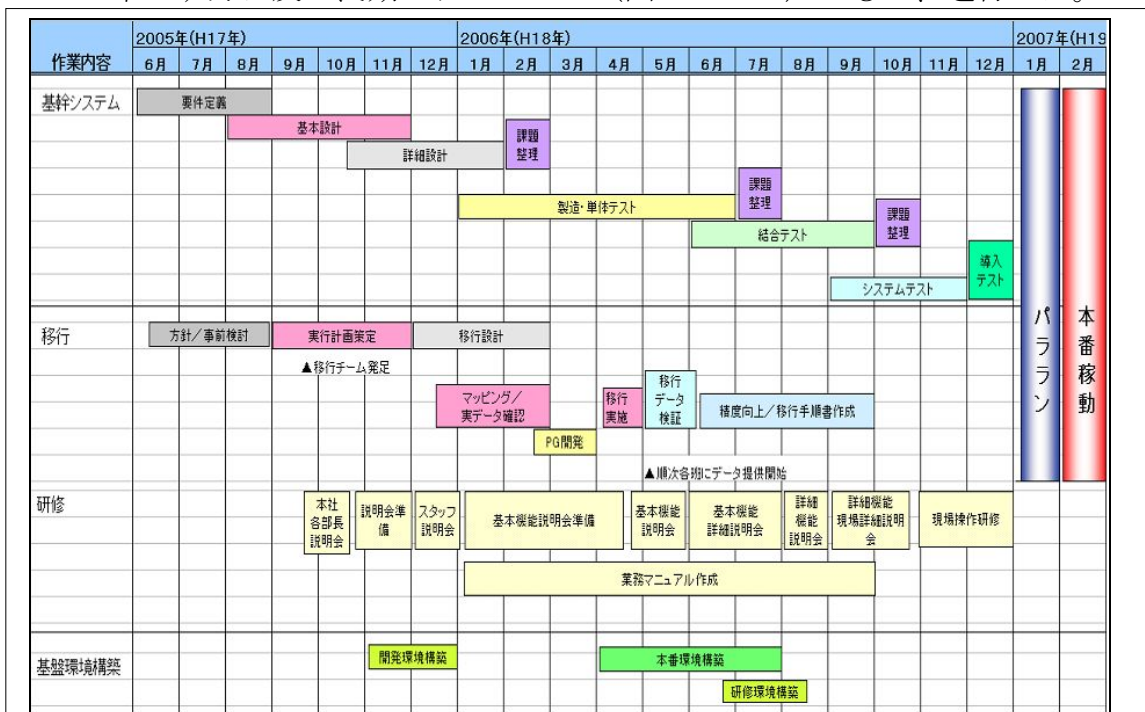 2005年(H17年) 2006年(H18年) 2007年(H19
作業内容 6月 7月 8月 9月 10月 11月 12月 1月 2月 3月 4月 5月 6月 7月 8月 9月 10月 11月 12月 1月 2月
基幹システム
要件定義
基本設計
詳細設計
課題
整理
製造・単体テスト
課題
整理
結合テスト
課題
整理
システムテスト
導入
テスト
パララン
本番稼動
移行
方針/事前検討
実行計画策定
移行設計
▲移行チーム発足
マッピング/
実データ確認
PG開発
移行
実施
移行
データ
検証
精度向上/移行手順書作成
▲順次各班にデータ提供開始
研修
本社
各部長
説明会
説明会準
備
スタッフ
説明会
基本機能説明会準備
基本機能
説明会
基本機能
詳細説明会
詳細
機能
説明会
詳細機能
現場詳細説明
会
現場操作研修
業務マニュアル作成
基盤環境構築
開発環境構築
本番環境構築
研修環境構築